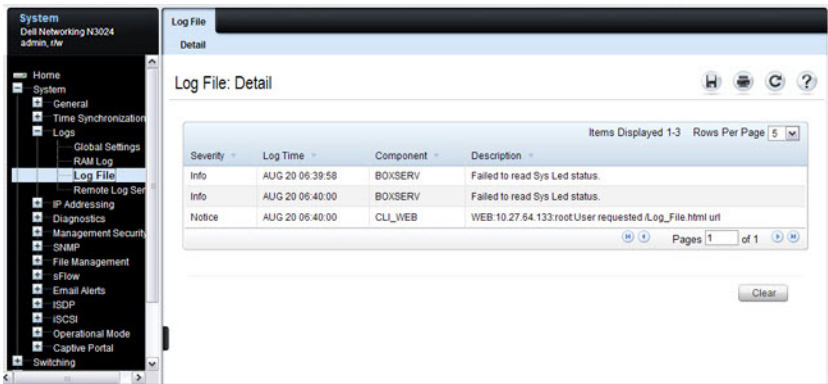 System
Dell Networking N3024
admin, r/w
Home
System
General
Time Synchronization
Logs
Global Settings
RAM Log
Log File
Remote Log Ser
IP Addressing
Diagnostics
Management Security
SNMP
File Management
sFlow
Email Alerts
ISDP
iSCSI
Operational Mode
Captive Portal
Switching
Log File
Detail
Log File: Detail
Items Displayed 1-3 Rows Per Page 5
Severity Log Time Component Description
Info AUG 20 06:39:58 BOXSERV Failed to read Sys Led status.
Info AUG 20 06:40:00 BOXSERV Failed to read Sys Led status.
Notice AUG 20 06:40:00 CLI_WEB WEB:10.27.64.133:root:User requested /Log_File.html url
Pages 1 of 1
Clear